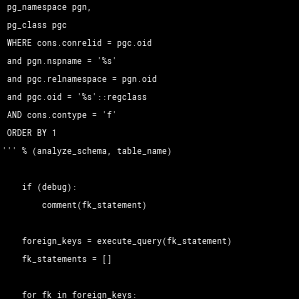 pg_namespace pgn,
pg_class pgc
WHERE cons.conrelid = pgc.oid
and pgn.nspname = '%s'
and pgc.relnamespace = pgn.oid
and pgc.oid = '%s'::regclass
AND cons.contype = 'f'
ORDER BY 1
''' % (analyze_schema, table_name)
if (debug):
comment(fk_statement)
foreign_keys = execute_query(fk_statement)
fk_statements = []
for fk in foreign_keys: